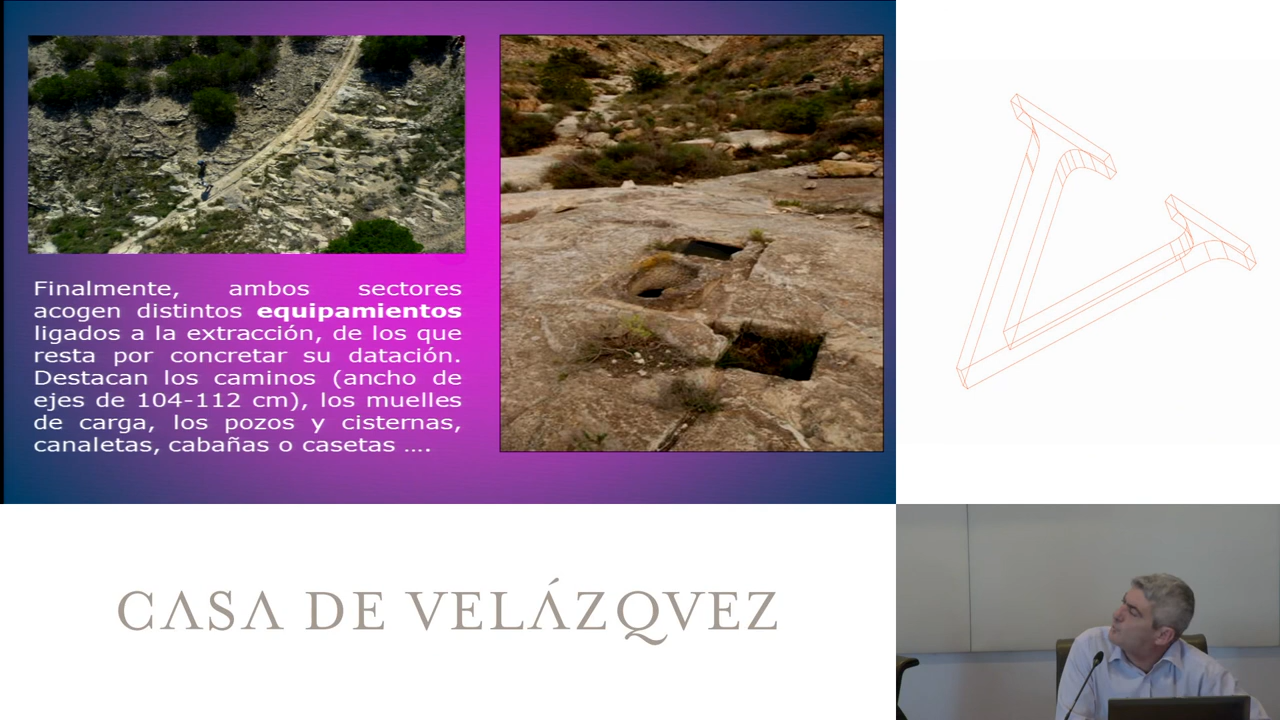 Finalmente, ambos sectores
acogen distintos equipamientos
ligados a la extracción, de los que
resta por concretar su datación.
Destacan los caminos (ancho de
ejes de 104-112 cm), los muelles
de carga, los pozos y cisternas,
canaletas, cabañas o casetas ....
CASA DE VELÁZQVEZ